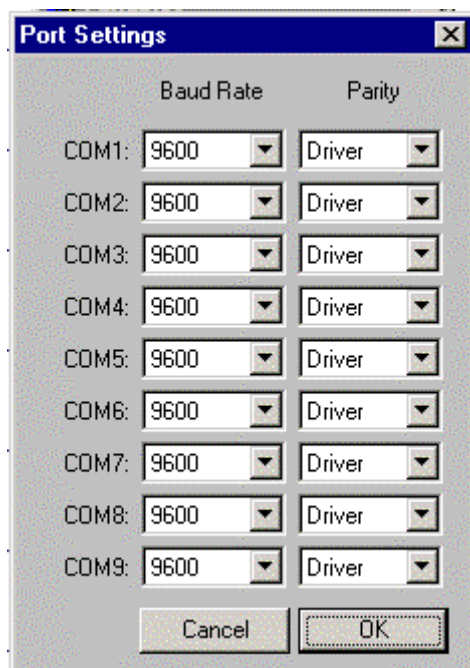 Port Settings
Baud Rate Parity
COM1: 9600 Driver
COM2: 9600 Driver
COM3: 9600 Driver
COM4: 9600 Driver
COM5: 9600 Driver
COM6: 9600 Driver
COM7: 9600 Driver
COM8: 9600 Driver
COM9: 9600 Driver
Cancel OK